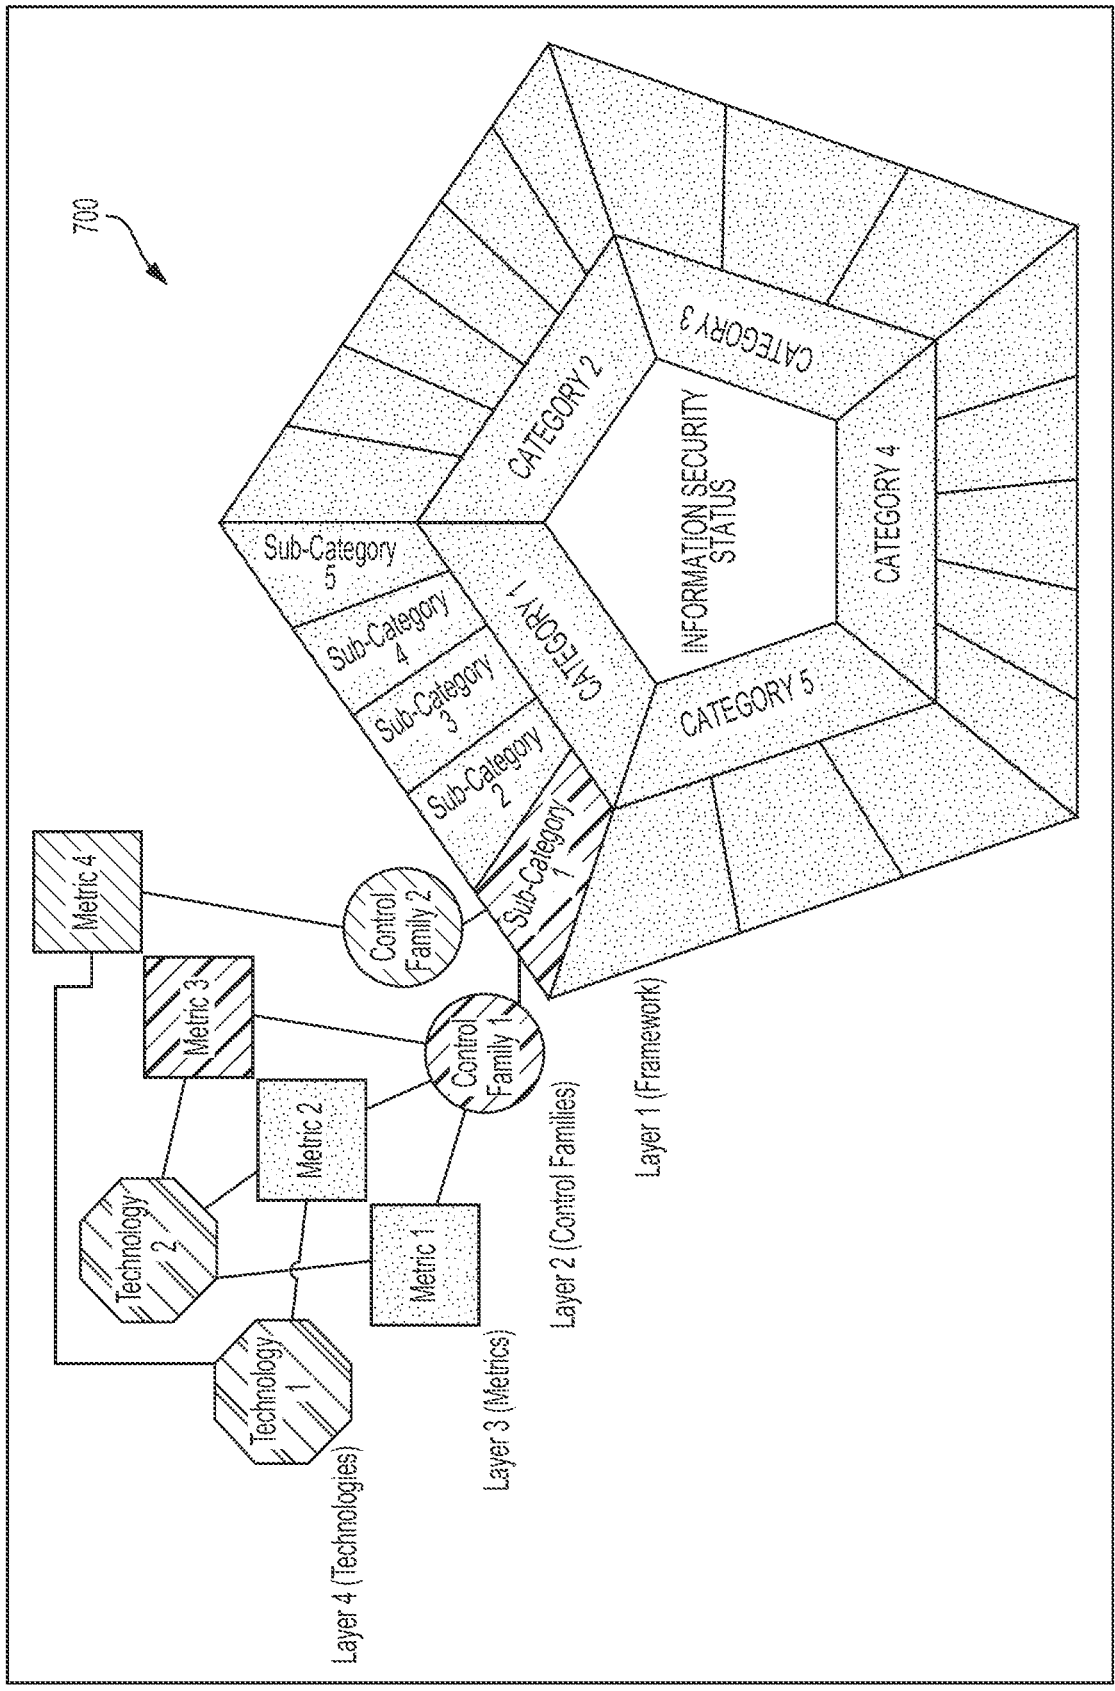 700
Technology
1
Technology
2
Metric 1
Metric 2
Metric 3
Metric 4
Control
Family 1
Control
Family 2
Layer 4 (Technologies)
Layer 3 (Metrics)
Layer 2 (Control Families)
Layer 1 (Framework)
Sub-Category
1
Sub-Category
2
Sub-Category
3
Sub-Category
4
Sub-Category
5
CATEGORY 1
CATEGORY 2
CATEGORY 3
CATEGORY 4
CATEGORY 5
INFORMATION SECURITY
STATUS